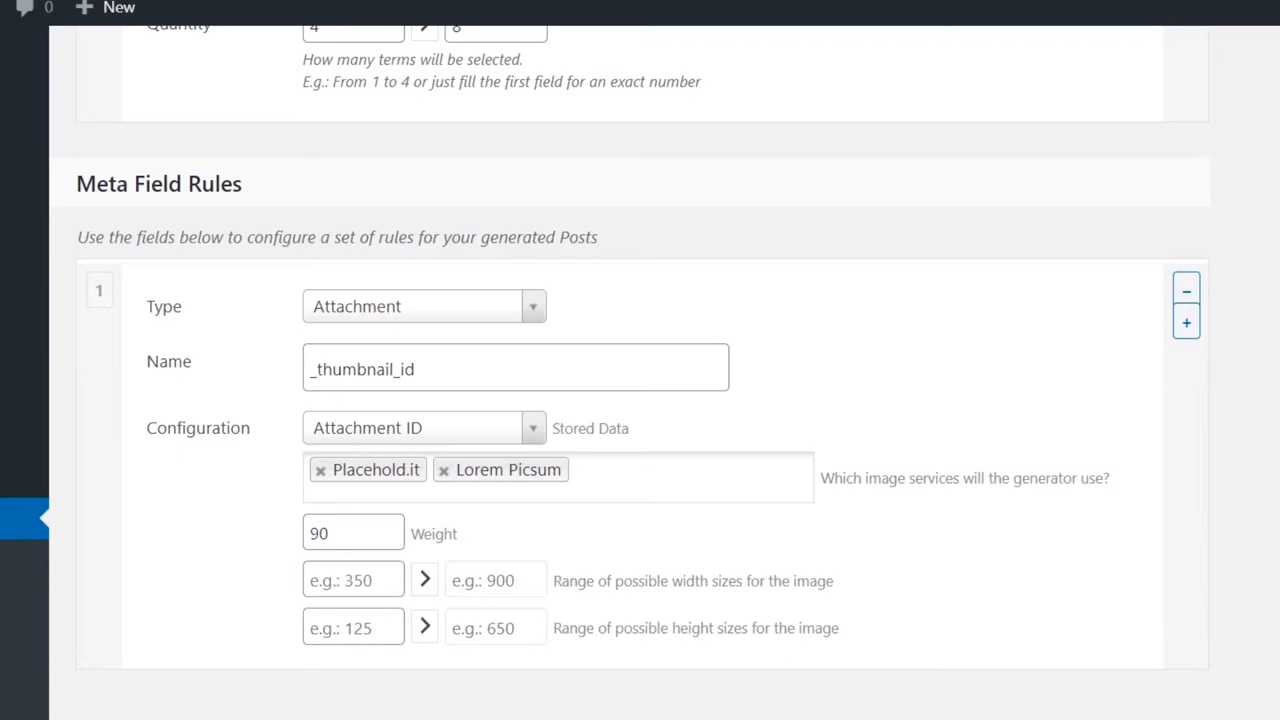 0 New
Quantity 4 8
How many terms will be selected.
E.g.: From 1 to 4 or just fill the first field for an exact number
Meta Field Rules
Use the fields below to configure a set of rules for your generated Posts
1
Type Attachment
Name _thumbnail_id
Configuration Attachment ID Stored Data
× Placehold.it × Lorem Picsum
Which image services will the generator use?
90 Weight
e.g.: 350 e.g.: 900 Range of possible width sizes for the image
e.g.: 125 e.g.: 650 Range of possible height sizes for the image